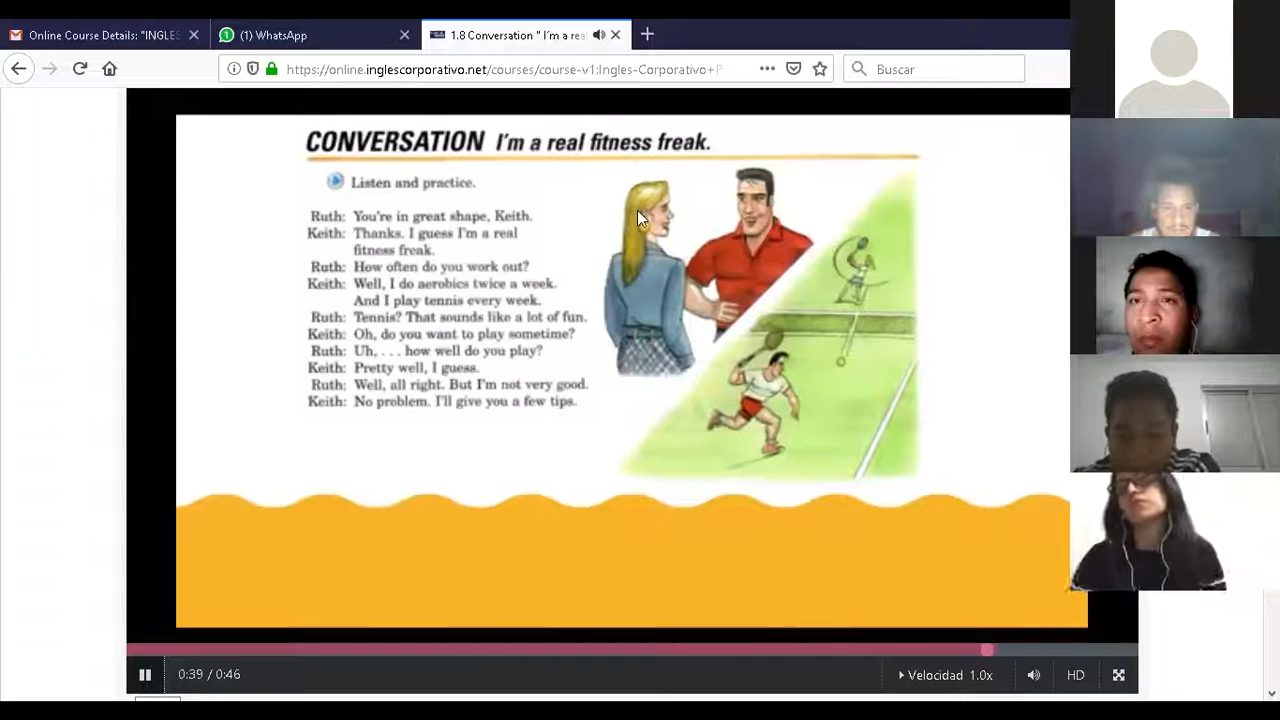 Online Course Details: "INGLES
(1) WhatsApp
1.8 Conversation " I'm a rea
https://online.inglescorporativo.net/courses/course-v1:Ingles-Corporativo+P
Buscar
CONVERSATION I'm a real fitness freak.
Listen and practice.
Ruth: You're in great shape, Keith.
Keith: Thanks. I guess I'm a real
fitness freak.
Ruth: How often do you work out?
Keith: Well, I do aerobics twice a week.
And I play tennis every week.
Ruth: Tennis? That sounds like a lot of fun.
Keith: Oh, do you want to play sometime?
Ruth: Uh, . . . how well do you play?
Keith: Pretty well, I guess.
Ruth: Well, all right. But I'm not very good.
Keith: No problem. I'll give you a few tips.
0:39 / 0:46
Velocidad 1.0x
HD